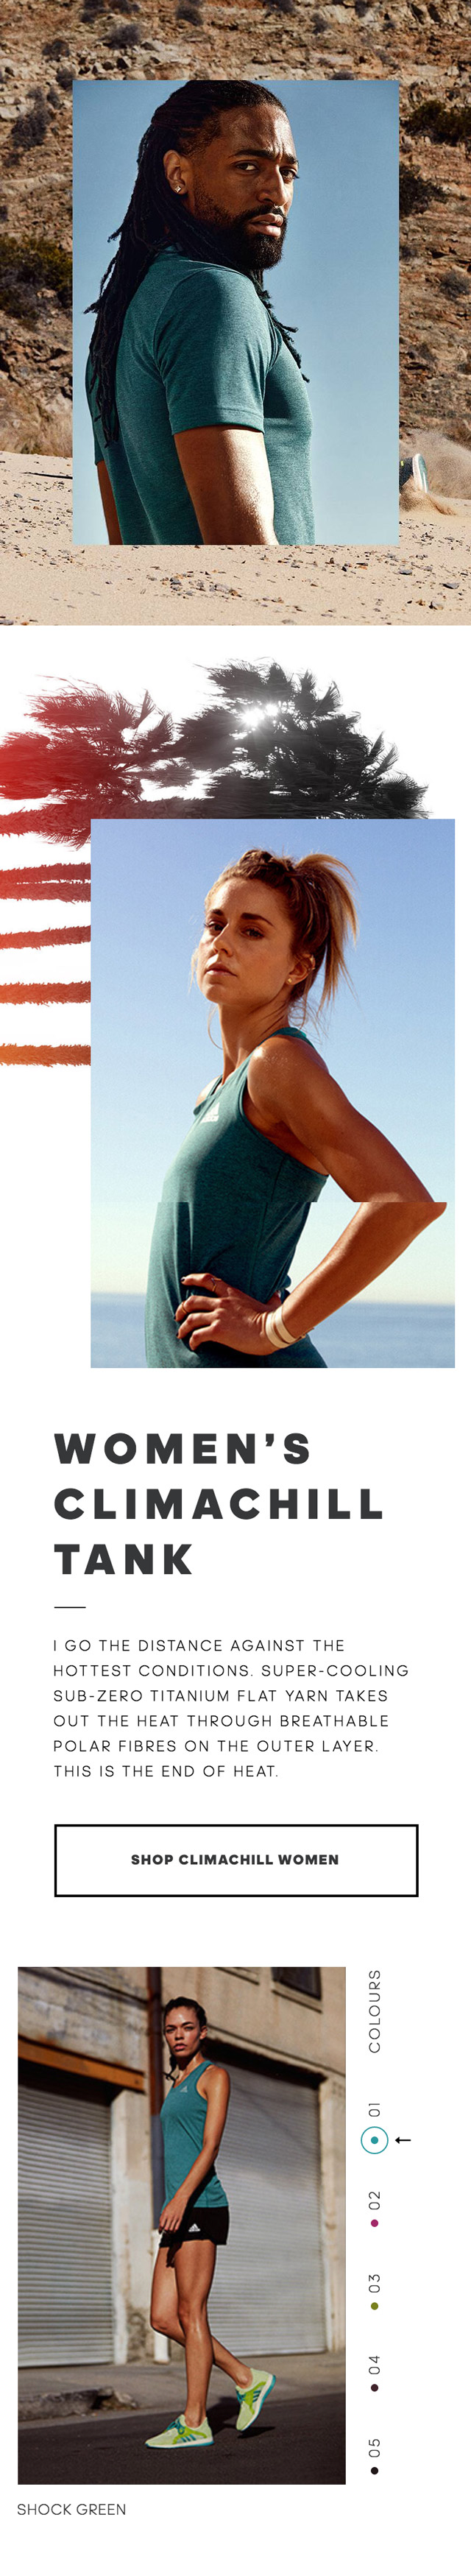 WOMEN'S
CLIMACHILL
TANK
I GO THE DISTANCE AGAINST THE
HOTTEST CONDITIONS. SUPER-COOLING
SUB-ZERO TITANIUM FLAT YARN TAKES
OUT THE HEAT THROUGH BREATHABLE
POLAR FIBRES ON THE OUTER LAYER.
THIS IS THE END OF HEAT.
SHOP CLIMACHILL WOMEN
COLOURS
01
02
03
04
05
SHOCK GREEN